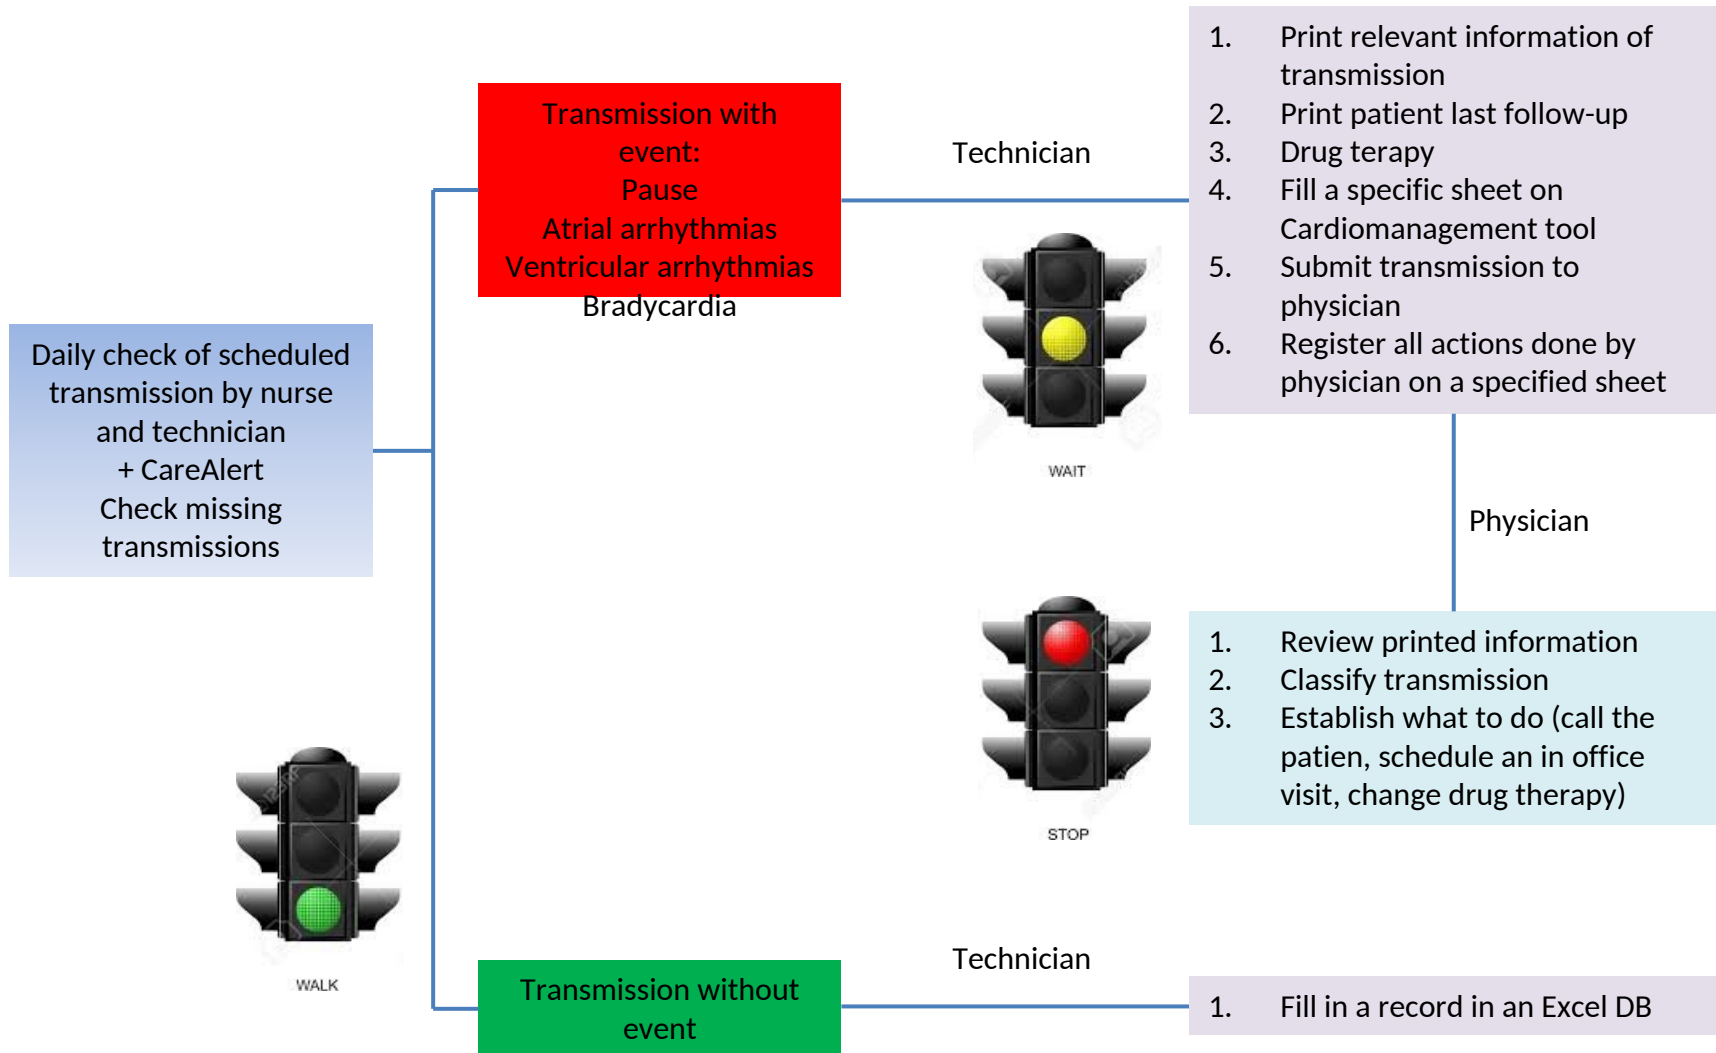 Daily check of scheduled
transmission by nurse
and technician
+ CareAlert
Check missing
transmissions
Transmission with
event:
Pause
Atrial arrhythmias
Ventricular arrhythmias
Bradycardia
Technician
WAIT
1. Print relevant information of
transmission
2. Print patient last follow-up
3. Drug terapy
4. Fill a specific sheet on
Cardiomanagement tool
5. Submit transmission to
physician
6. Register all actions done by
physician on a specified sheet
Physician
STOP
1. Review printed information
2. Classify transmission
3. Establish what to do (call the
patien, schedule an in office
visit, change drug therapy)
WALK
Transmission without
event
Technician
1. Fill in a record in an Excel DB